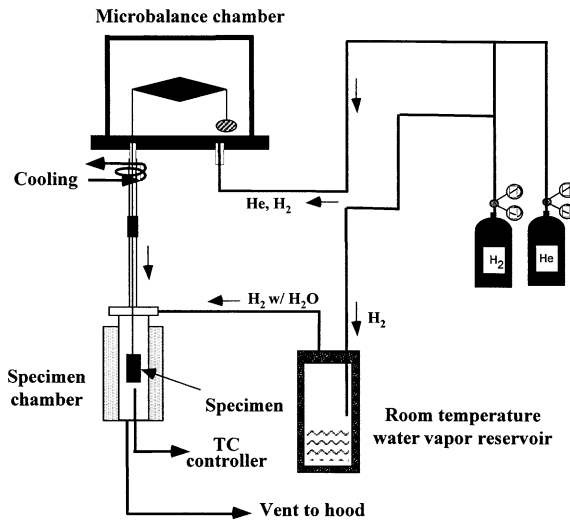 Microbalance chamber
Cooling
He, H2
H2
He
H2 w/ H2O
H2
Specimen
chamber
Specimen
Room temperature
water vapor reservoir
TC
controller
Vent to hood